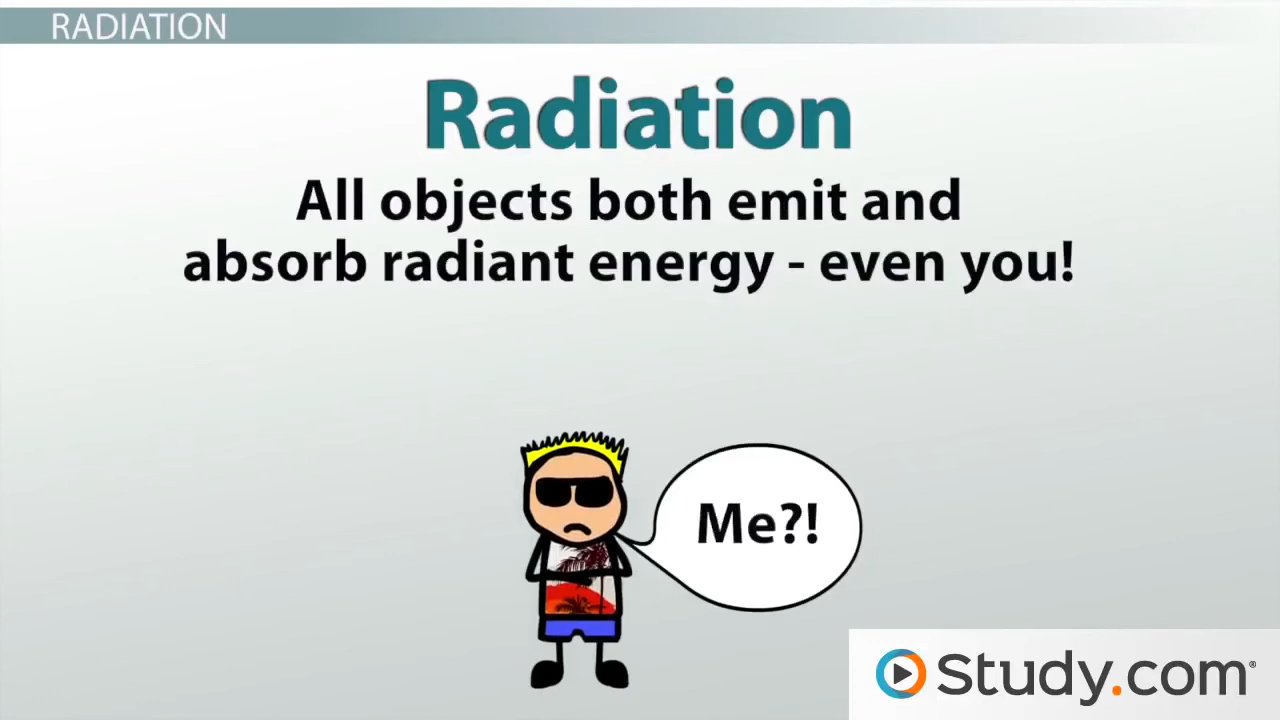 RADIATION
Radiation
All objects both emit and
absorb radiant energy - even you!
Me?!
Study.com®